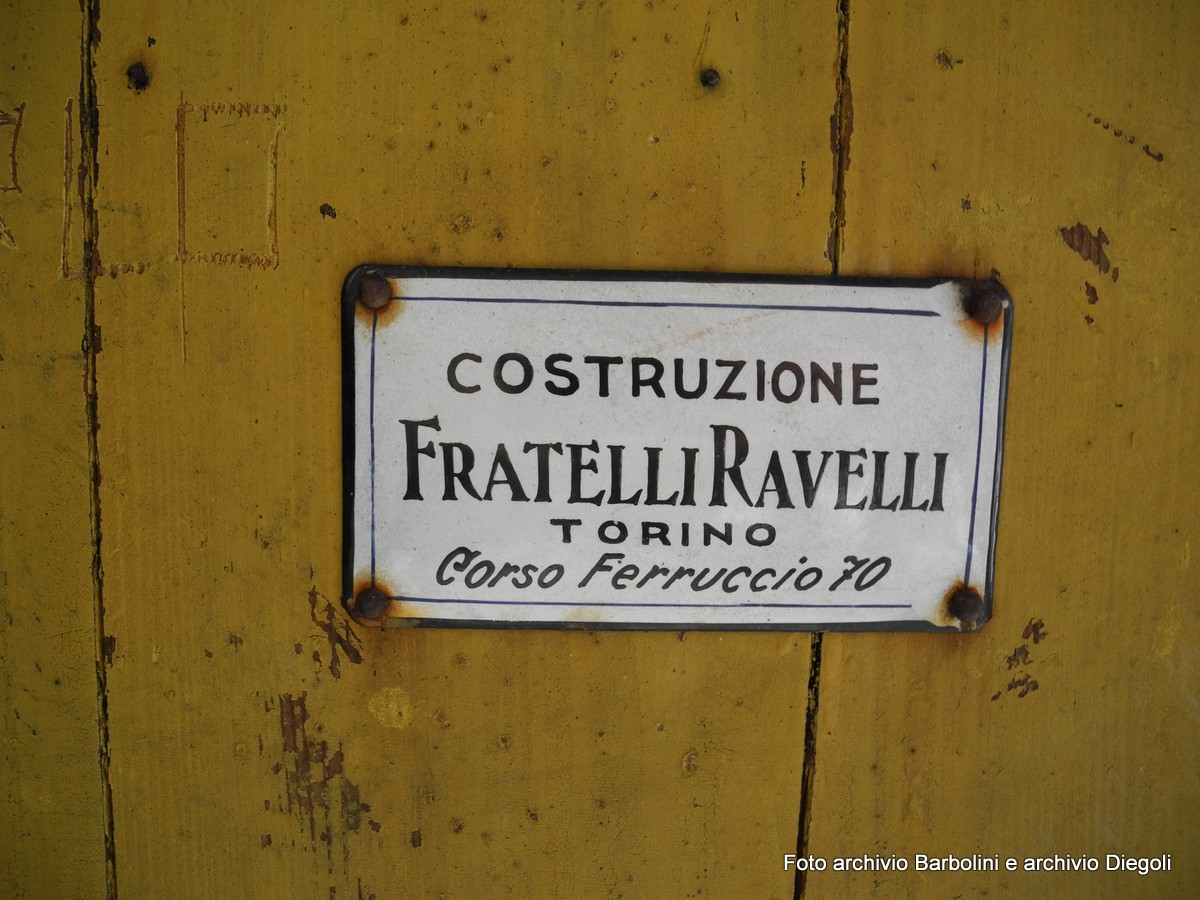 COSTRUZIONE
FRATELLI RAVELLI
TORINO
Corso Ferruccio 70
Foto archivio Barbolini e archivio Diegoli